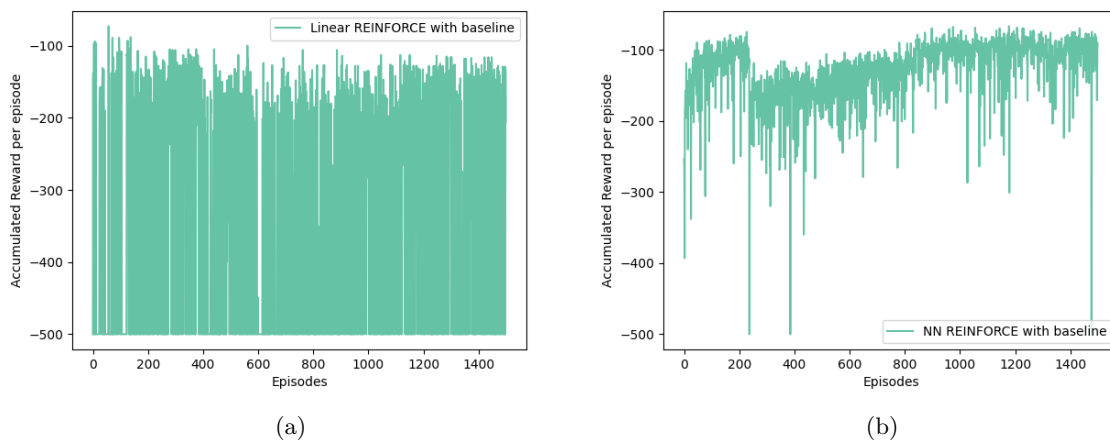 Linear REINFORCE with baseline
−100
−200
−300
−400
−500
Accumulated Reward per episode
0 200 400 600 800 1000 1200 1400
Episodes
(a)
−100
−200
−300
−400
−500
Accumulated Reward per episode
NN REINFORCE with baseline
0 200 400 600 800 1000 1200 1400
Episodes
(b)